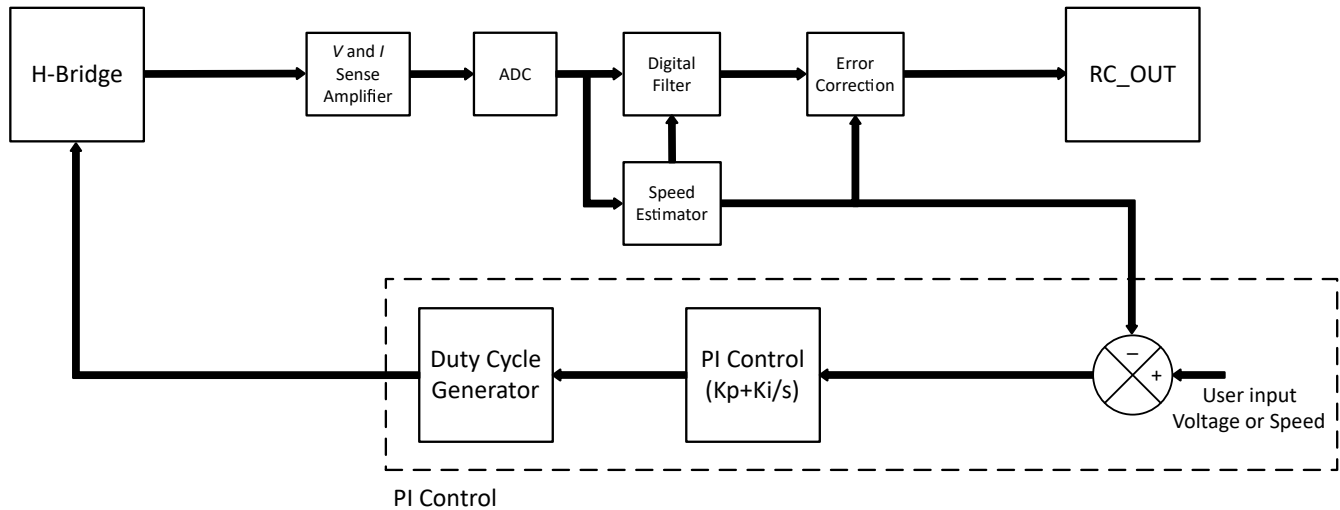 H-Bridge
V and I
Sense
Amplifier
ADC
Digital
Filter
Error
Correction
RC_OUT
Speed
Estimator
Duty Cycle
Generator
PI Control
(Kp+Ki/s)
−
+
User input
Voltage or Speed
PI Control